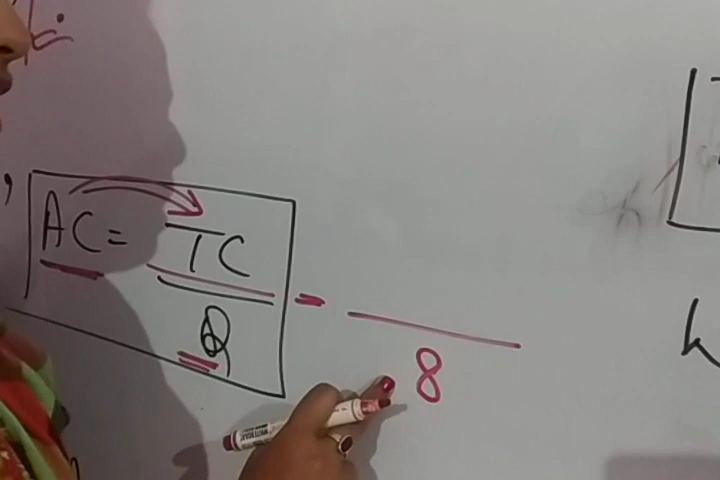 AC = TC / Q = — / 8